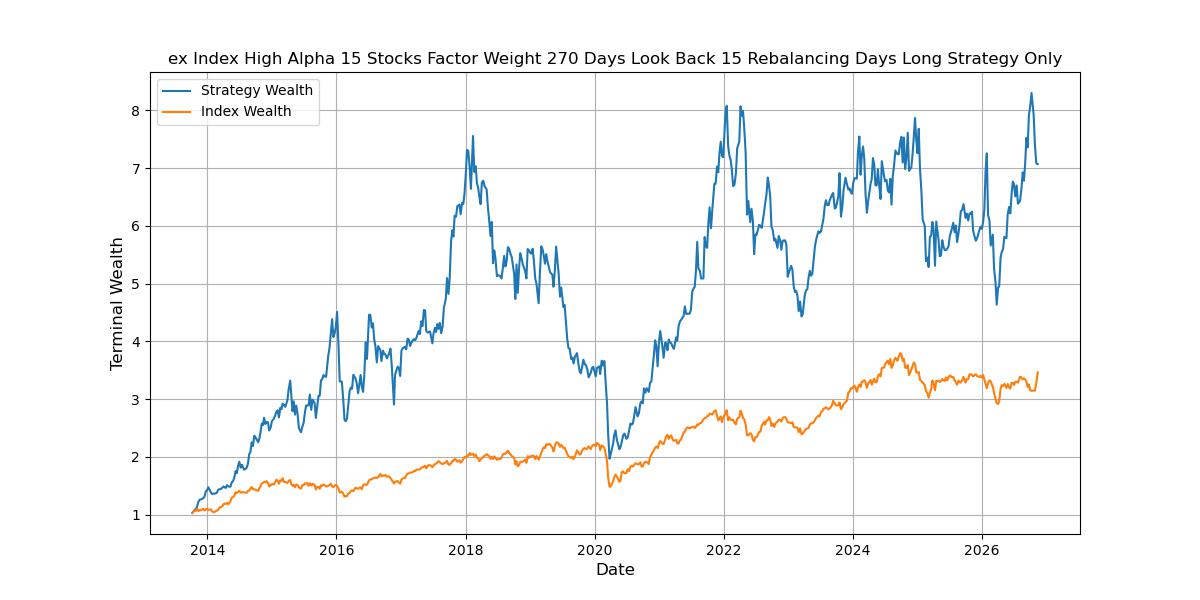 ex Index High Alpha 15 Stocks Factor Weight 270 Days Look Back 15 Rebalancing Days Long Strategy Only
Strategy Wealth
Index Wealth
Terminal Wealth
8
7
6
5
4
3
2
1
2014 2016 2018 2020 2022 2024 2026
Date